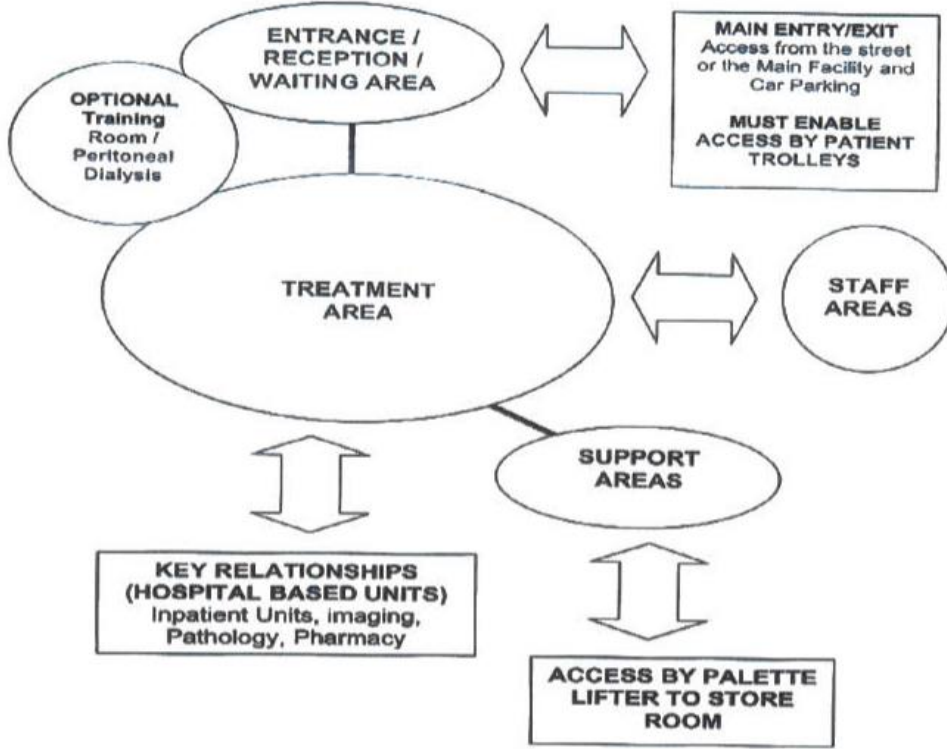 ENTRANCE /
RECEPTION /
WAITING AREA
MAIN ENTRY/EXIT
Access from the street
or the Main Facility and
Car Parking
MUST ENABLE
ACCESS BY PATIENT
TROLLEYS
OPTIONAL
Training
Room /
Peritoneal
Dialysis
TREATMENT
AREA
STAFF
AREAS
SUPPORT
AREAS
KEY RELATIONSHIPS
(HOSPITAL BASED UNITS)
Inpatient Units, imaging,
Pathology, Pharmacy
ACCESS BY PALETTE
LIFTER TO STORE
ROOM